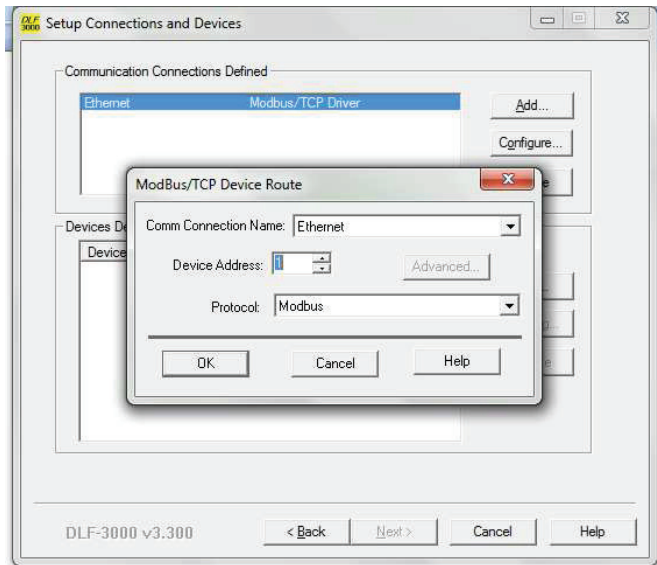 DLF 3000 Setup Connections and Devices
Communication Connections Defined
Ethernet Modbus/TCP Driver
Add...
Configure...
e
ModBus/TCP Device Route
Comm Connection Name: Ethernet
Device Address: 1
Advanced...
Protocol: Modbus
OK Cancel Help
Devices De
Device
...
g...
e
DLF-3000 v3.300
< Back Next > Cancel Help